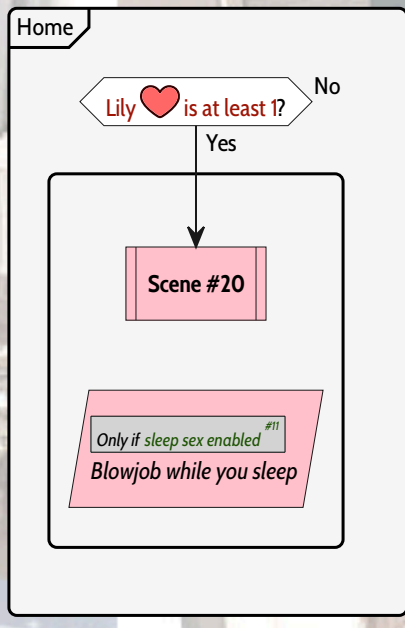 Home
Lily ❤ is at least 1?
No
Yes
Scene #20
Only if sleep sex enabled #11
Blowjob while you sleep